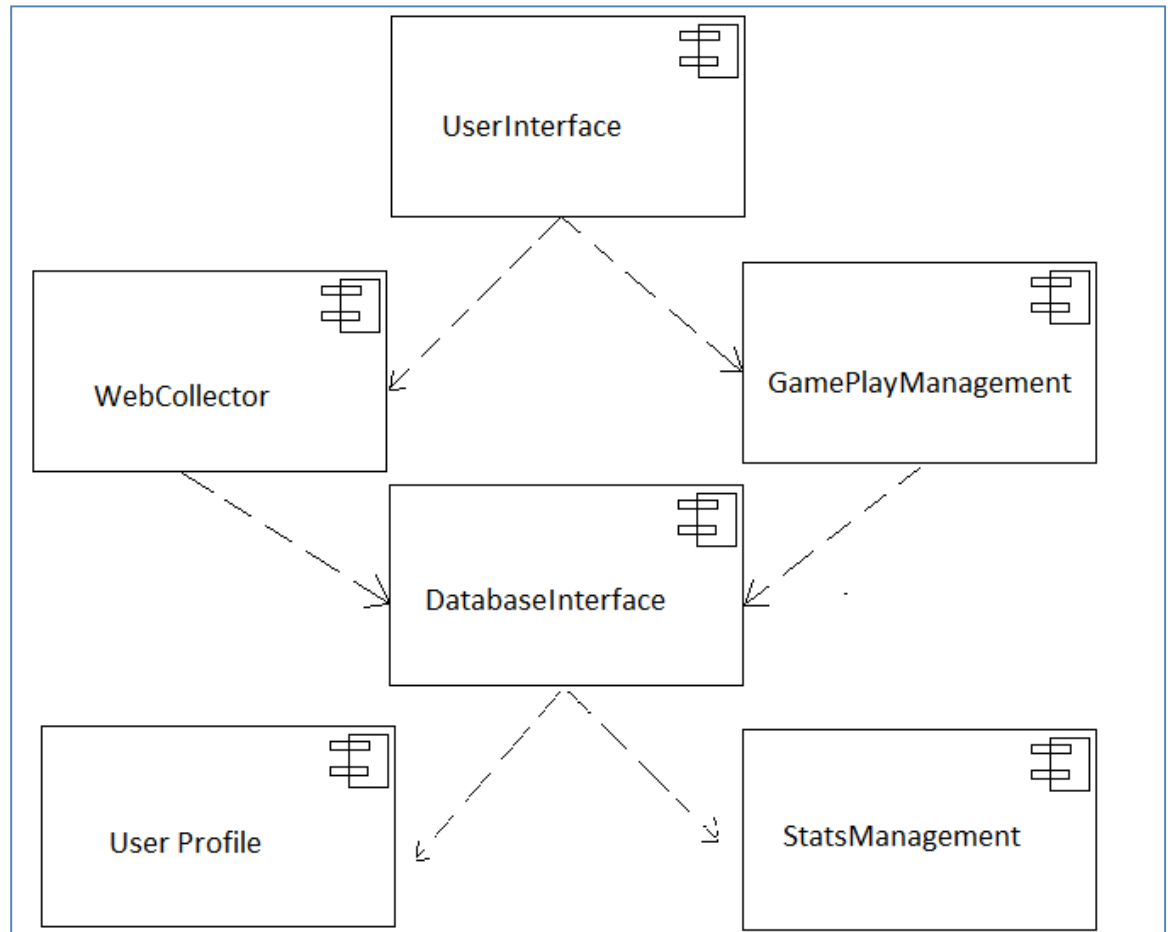 UserInterface
WebCollector
GamePlayManagement
DatabaseInterface
User Profile
StatsManagement